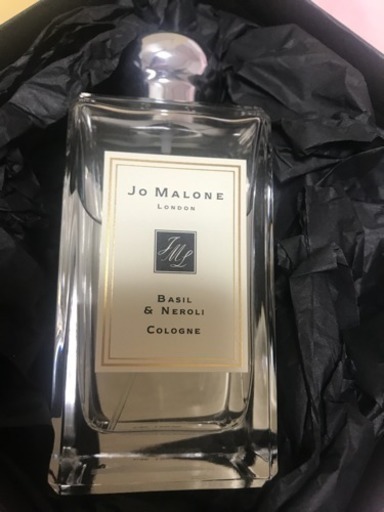 JO MALONE
LONDON
JML
BASIL
& NEROLI
COLOGNE